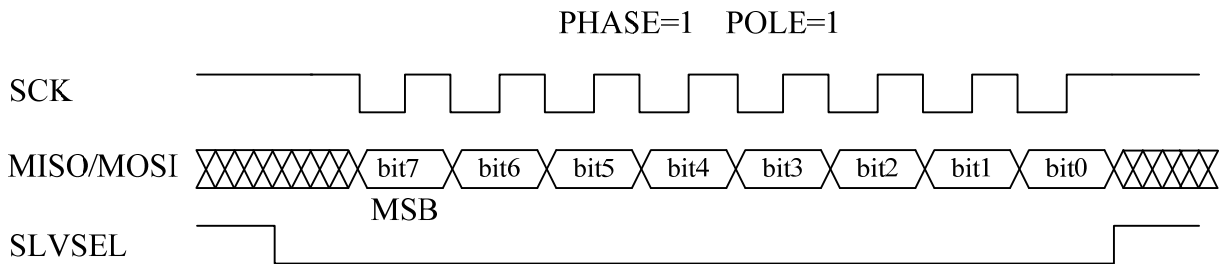 PHASE=1 POLE=1
SCK
MISO/MOSI bit7 bit6 bit5 bit4 bit3 bit2 bit1 bit0
MSB
SLVSEL